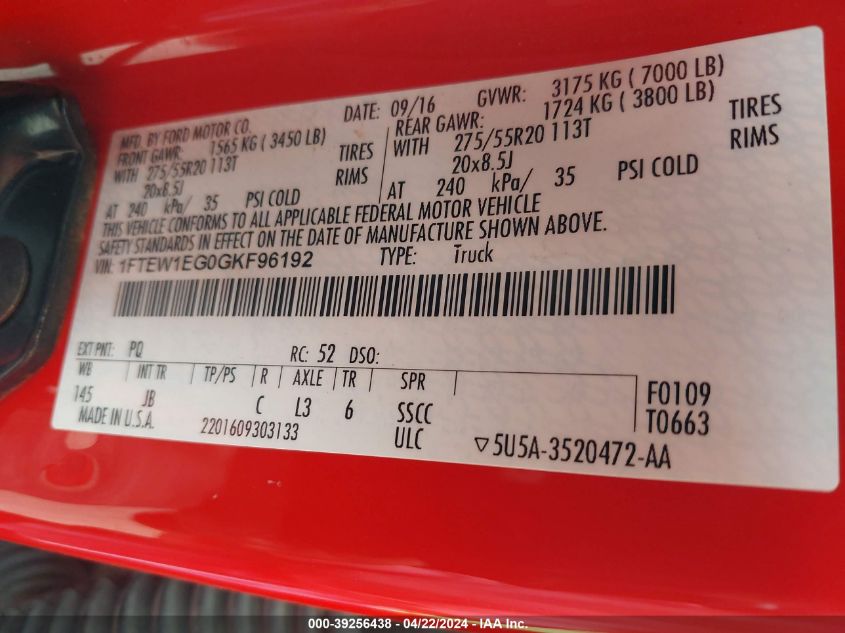 MFD. BY FORD MOTOR CO. DATE: 09/16 GVWR: 3175 KG ( 7000 LB)
FRONT GAWR: 1565 KG ( 3450 LB) REAR GAWR: 1724 KG ( 3800 LB)
WITH 275/55R20 113T TIRES WITH 275/55R20 113T TIRES
20x8.5J RIMS 20x8.5J RIMS
AT 240 kPa/ 35 PSI COLD AT 240 kPa/ 35 PSI COLD
THIS VEHICLE CONFORMS TO ALL APPLICABLE FEDERAL MOTOR VEHICLE
SAFETY STANDARDS IN EFFECT ON THE DATE OF MANUFACTURE SHOWN ABOVE.
VIN: 1FTEW1EG0GKF96192 TYPE: Truck
EXT PNT: PQ RC: 52 DSO:
WB INT TR TP/PS R AXLE TR SPR
145 JB C L3 6 SSCC F0109
MADE IN U.S.A. 2201609303133 ULC T0663
▽5U5A-3520472-AA
000-39256438 - 04/22/2024 - IAA Inc.